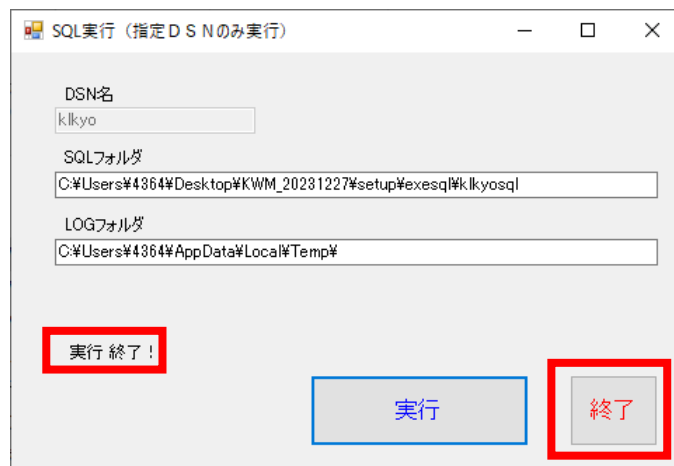 SQL実行（指定ＤＳＮのみ実行）
DSN名
klkyo
SQLフォルダ
C:¥Users¥4364¥Desktop¥KWM_20231227¥setup¥exesql¥klkyosql
LOGフォルダ
C:¥Users¥4364¥AppData¥Local¥Temp¥
実行 終了！
実行
終了